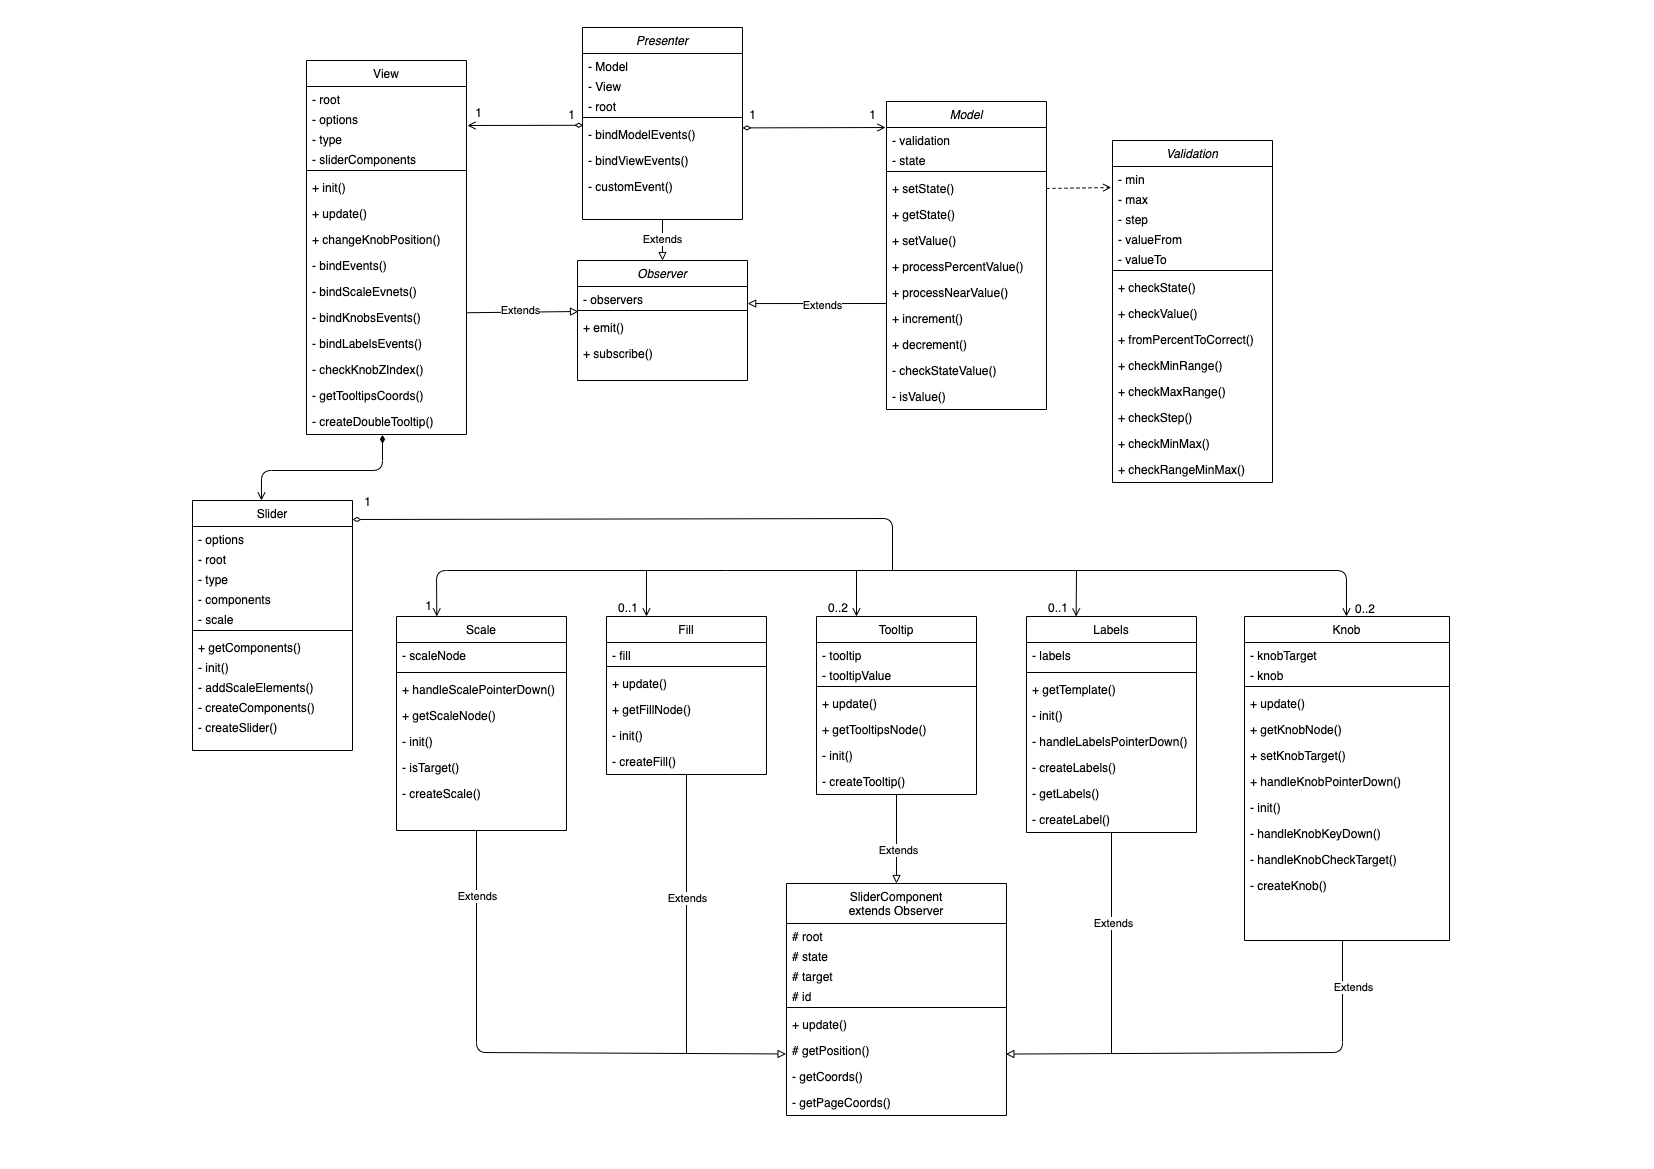 Presenter
- Model
- View
- root
- bindModelEvents()
- bindViewEvents()
- customEvent()
View
- root
- options
- type
- sliderComponents
+ init()
+ update()
+ changeKnobPosition()
- bindEvents()
- bindScaleEvnets()
- bindKnobsEvents()
- bindLabelsEvents()
- checkKnobZIndex()
- getTooltipsCoords()
- createDoubleTooltip()
1
1
1
1
Model
- validation
- state
+ setState()
+ getState()
+ setValue()
+ processPercentValue()
+ processNearValue()
+ increment()
+ decrement()
- checkStateValue()
- isValue()
Validation
- min
- max
- step
- valueFrom
- valueTo
+ checkState()
+ checkValue()
+ fromPercentToCorrect()
+ checkMinRange()
+ checkMaxRange()
+ checkStep()
+ checkMinMax()
+ checkRangeMinMax()
Extends
Observer
- observers
+ emit()
+ subscribe()
Extends
Extends
Slider
- options
- root
- type
- components
- scale
+ getComponents()
- init()
- addScaleElements()
- createComponents()
- createSlider()
1
1
0..1
0..2
0..1
0..2
Scale
- scaleNode
+ handleScalePointerDown()
+ getScaleNode()
- init()
- isTarget()
- createScale()
Fill
- fill
+ update()
+ getFillNode()
- init()
- createFill()
Tooltip
- tooltip
- tooltipValue
+ update()
+ getTooltipsNode()
- init()
- createTooltip()
Labels
- labels
+ getTemplate()
- init()
- handleLabelsPointerDown()
- createLabels()
- getLabels()
- createLabel()
Knob
- knobTarget
- knob
+ update()
+ getKnobNode()
+ setKnobTarget()
+ handleKnobPointerDown()
- init()
- handleKnobKeyDown()
- handleKnobCheckTarget()
- createKnob()
Extends
Extends
Extends
Extends
Extends
SliderComponent
extends Observer
# root
# state
# target
# id
+ update()
# getPosition()
- getCoords()
- getPageCoords()